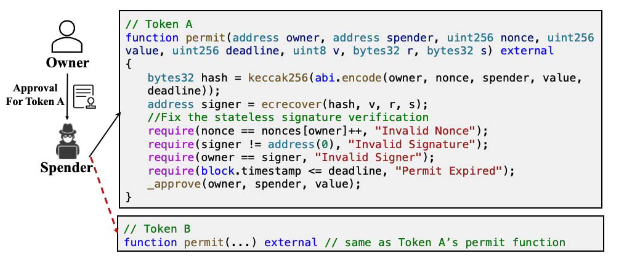 Owner
Approval
For Token A
Spender
// Token A
function permit(address owner, address spender, uint256 nonce, uint256
value, uint256 deadline, uint8 v, bytes32 r, bytes32 s) external
{
bytes32 hash = keccak256(abi.encode(owner, nonce, spender, value,
deadline));
address signer = ecrecover(hash, v, r, s);
//Fix the stateless signature verification
require(nonce == nonces[owner]++, "Invalid Nonce");
require(signer != address(0), "Invalid Signature");
require(owner == signer, "Invalid Signer");
require(block.timestamp <= deadline, "Permit Expired");
_approve(owner, spender, value);
}
// Token B
function permit(...) external // same as Token A's permit function